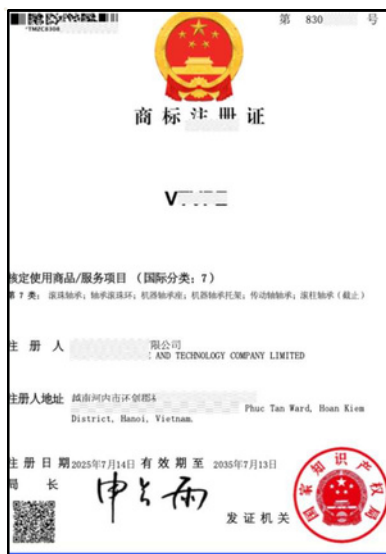 *TMZC8308
第 830 号
商标注册证
核定使用商品/服务项目 (国际分类: 7)
第 7 类: 滚珠轴承; 轴承滚珠环; 机器轴承座; 机器轴承托架; 传动轴轴承; 滚柱轴承 (截止)
注 册 人 限公司
AND TECHNOLOGY COMPANY LIMITED
注册人地址 越南河内市还剑郡
Phuc Tan Ward, Hoan Kiem
District, Hanoi, Vietnam.
注 册 日 期 2025年7月14日 有 效 期 至 2035年7月13日
局 长 申长雨
发 证 机 关
国家知识产权局